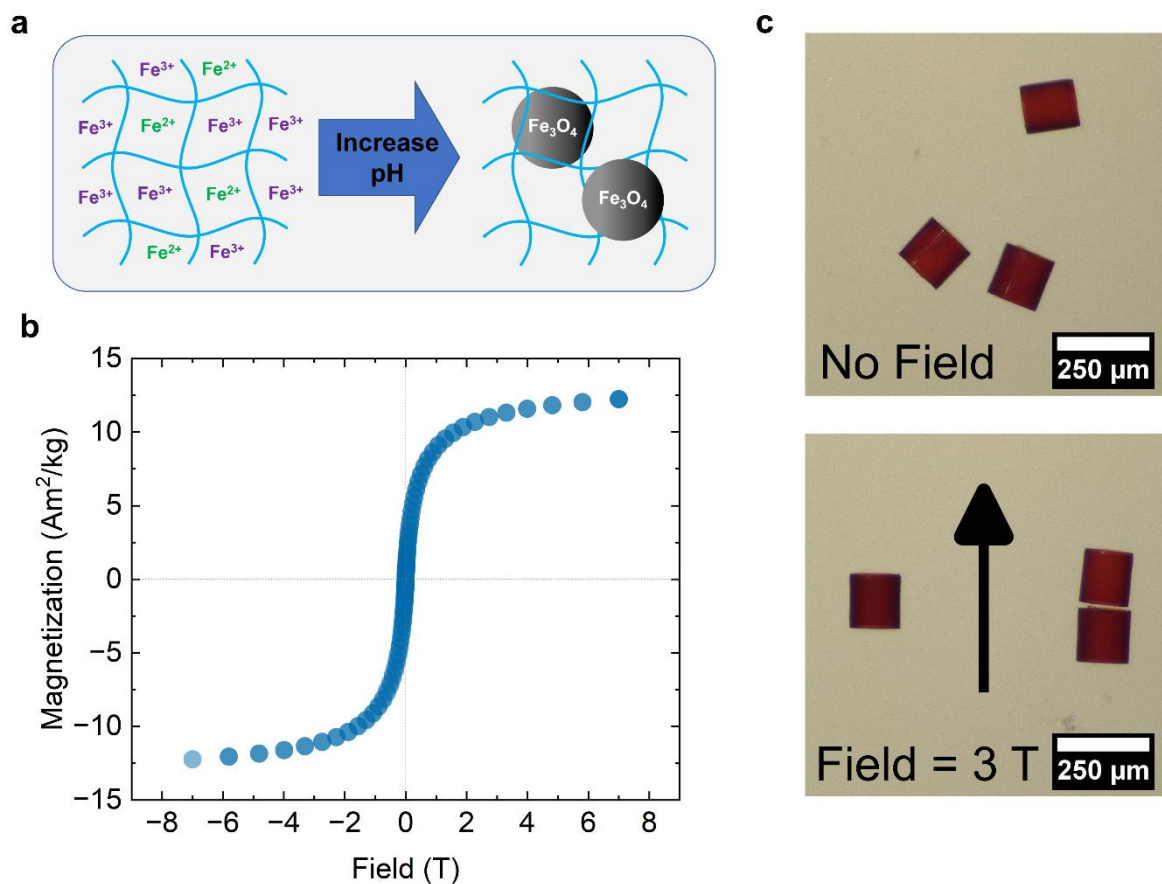 a
Fe³⁺ Fe²⁺
Fe³⁺ Fe²⁺ Fe³⁺ Fe³⁺
Fe³⁺ Fe³⁺ Fe²⁺ Fe³⁺
Fe²⁺ Fe³⁺
Increase
pH
Fe₃O₄
Fe₃O₄
b
15
10
5
0
−5
−10
−15
Magnetization (Am²/kg)
−8 −6 −4 −2 0 2 4 6 8
Field (T)
c
No Field
250 µm
Field = 3 T
250 µm